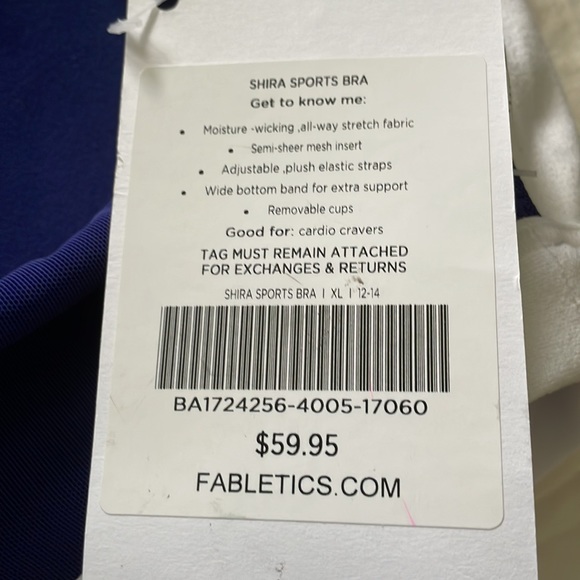 SHIRA SPORTS BRA
Get to know me:
• Moisture -wicking ,all-way stretch fabric
• Semi-sheer mesh insert
• Adjustable ,plush elastic straps
• Wide bottom band for extra support
• Removable cups
Good for: cardio cravers
TAG MUST REMAIN ATTACHED
FOR EXCHANGES & RETURNS
SHIRA SPORTS BRA | XL | 12-14
BA1724256-4005-17060
$59.95
FABLETICS.COM